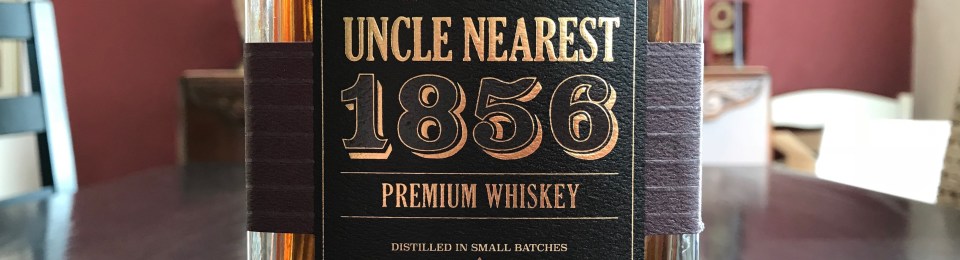 UNCLE NEAREST
1856
PREMIUM WHISKEY
DISTILLED IN SMALL BATCHES